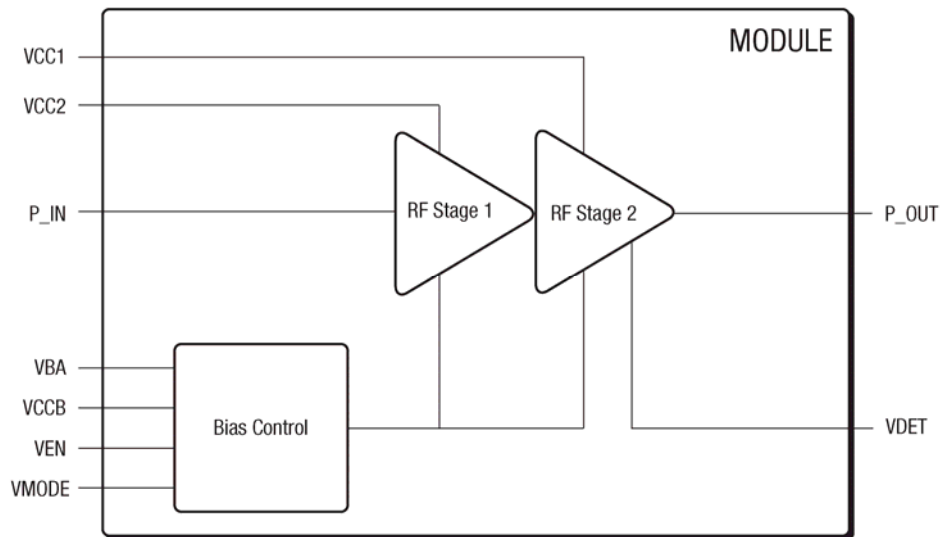 MODULE
VCC1
VCC2
P_IN
RF Stage 1
RF Stage 2
P_OUT
VBA
VCCB
VEN
VMODE
Bias Control
VDET